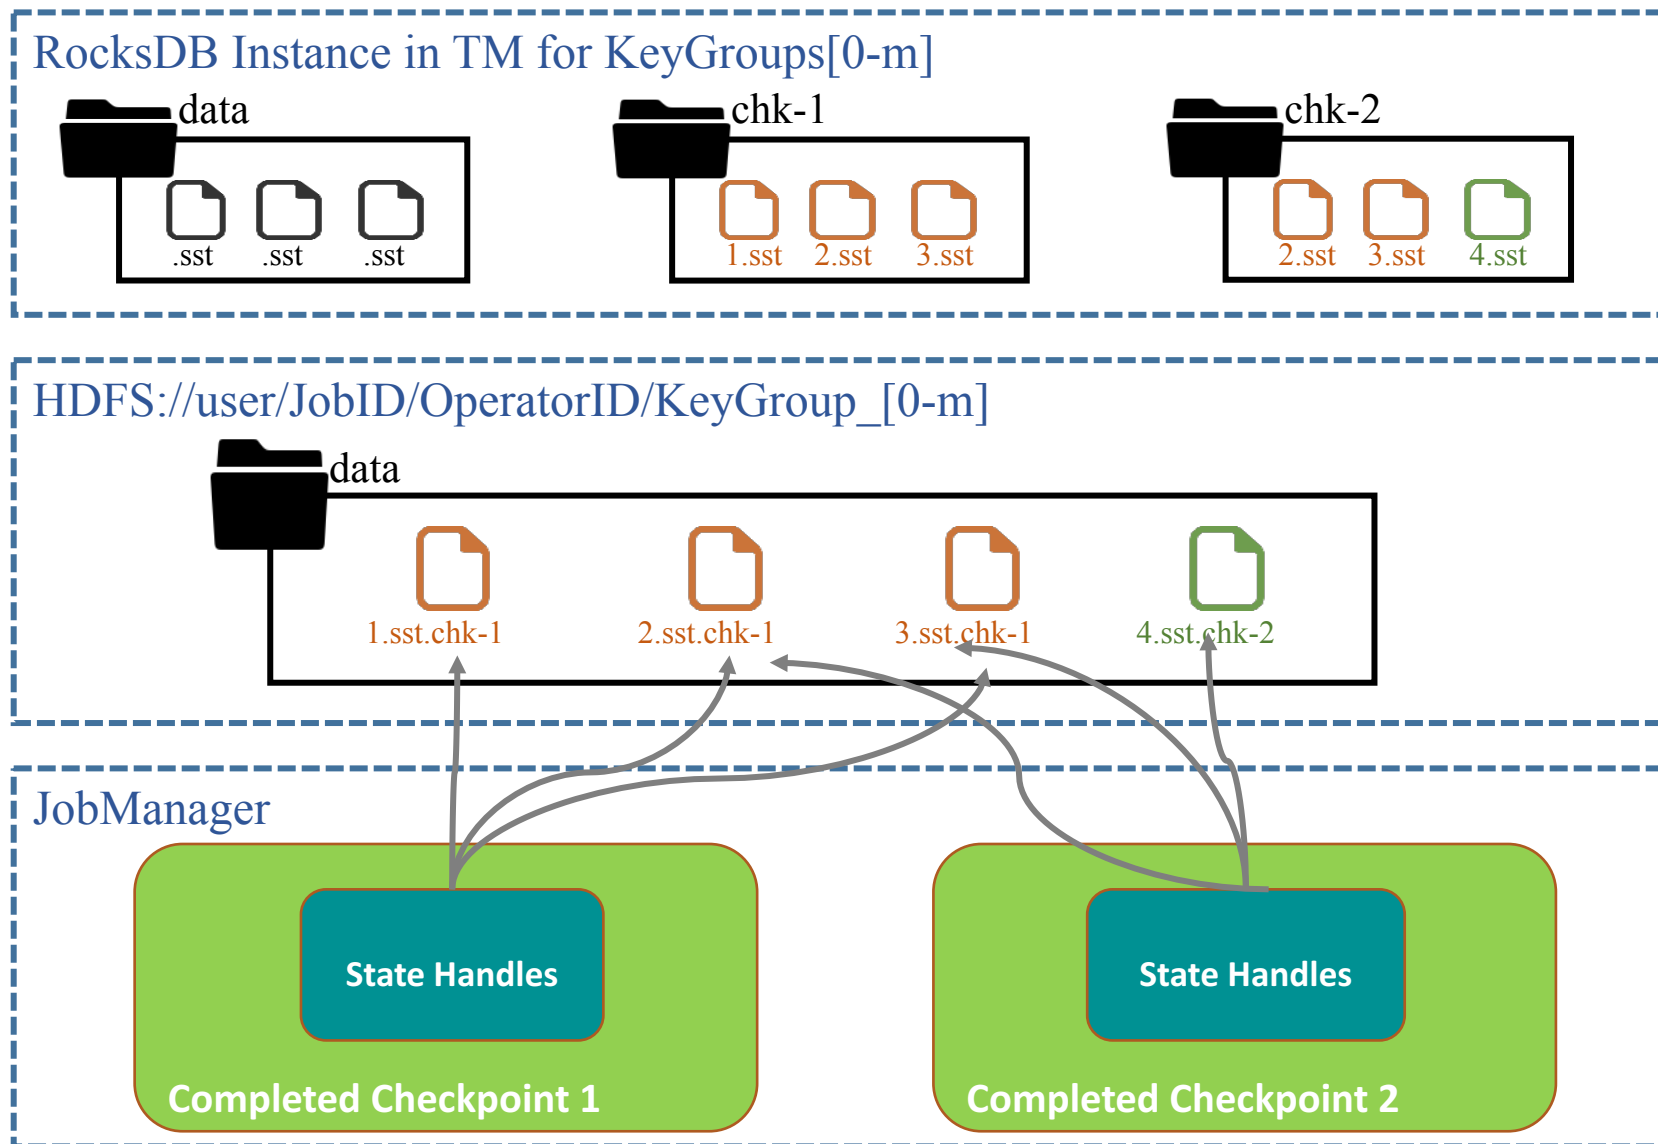 RocksDB Instance in TM for KeyGroups[0-m]
data
chk-1
chk-2
.sst .sst .sst
1.sst 2.sst 3.sst
2.sst 3.sst 4.sst
HDFS://user/JobID/OperatorID/KeyGroup_[0-m]
data
1.sst.chk-1 2.sst.chk-1 3.sst.chk-1 4.sst.chk-2
JobManager
State Handles
State Handles
Completed Checkpoint 1
Completed Checkpoint 2